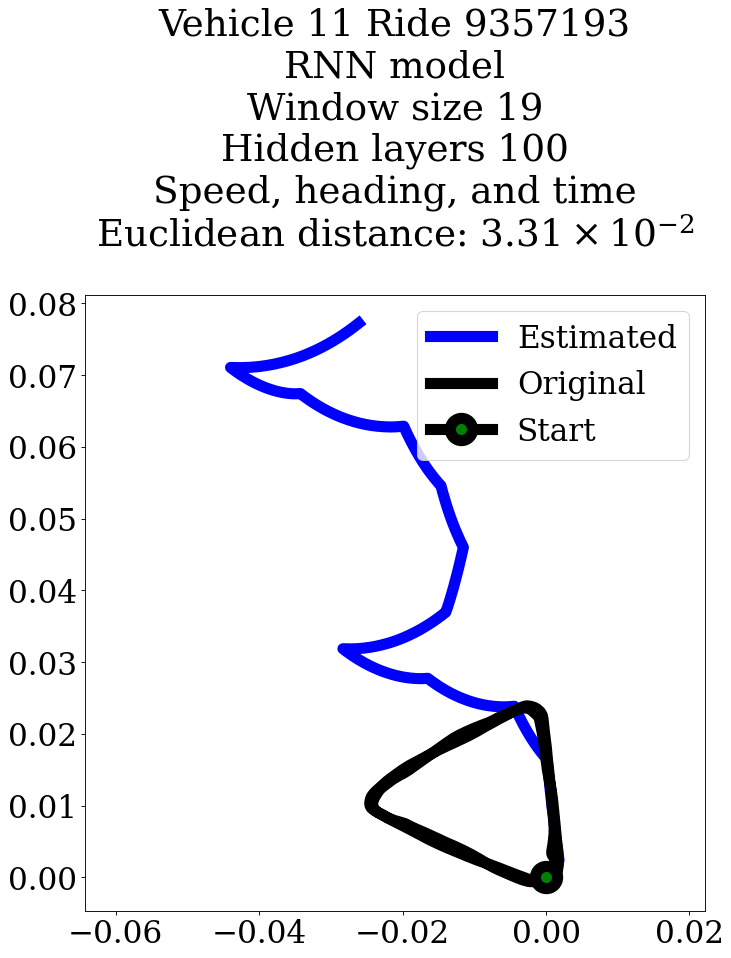 Vehicle 11 Ride 9357193
RNN model
Window size 19
Hidden layers 100
Speed, heading, and time
Euclidean distance: 3.31 × 10⁻²
Estimated
Original
Start
0.08
0.07
0.06
0.05
0.04
0.03
0.02
0.01
0.00
−0.06 −0.04 −0.02 0.00 0.02